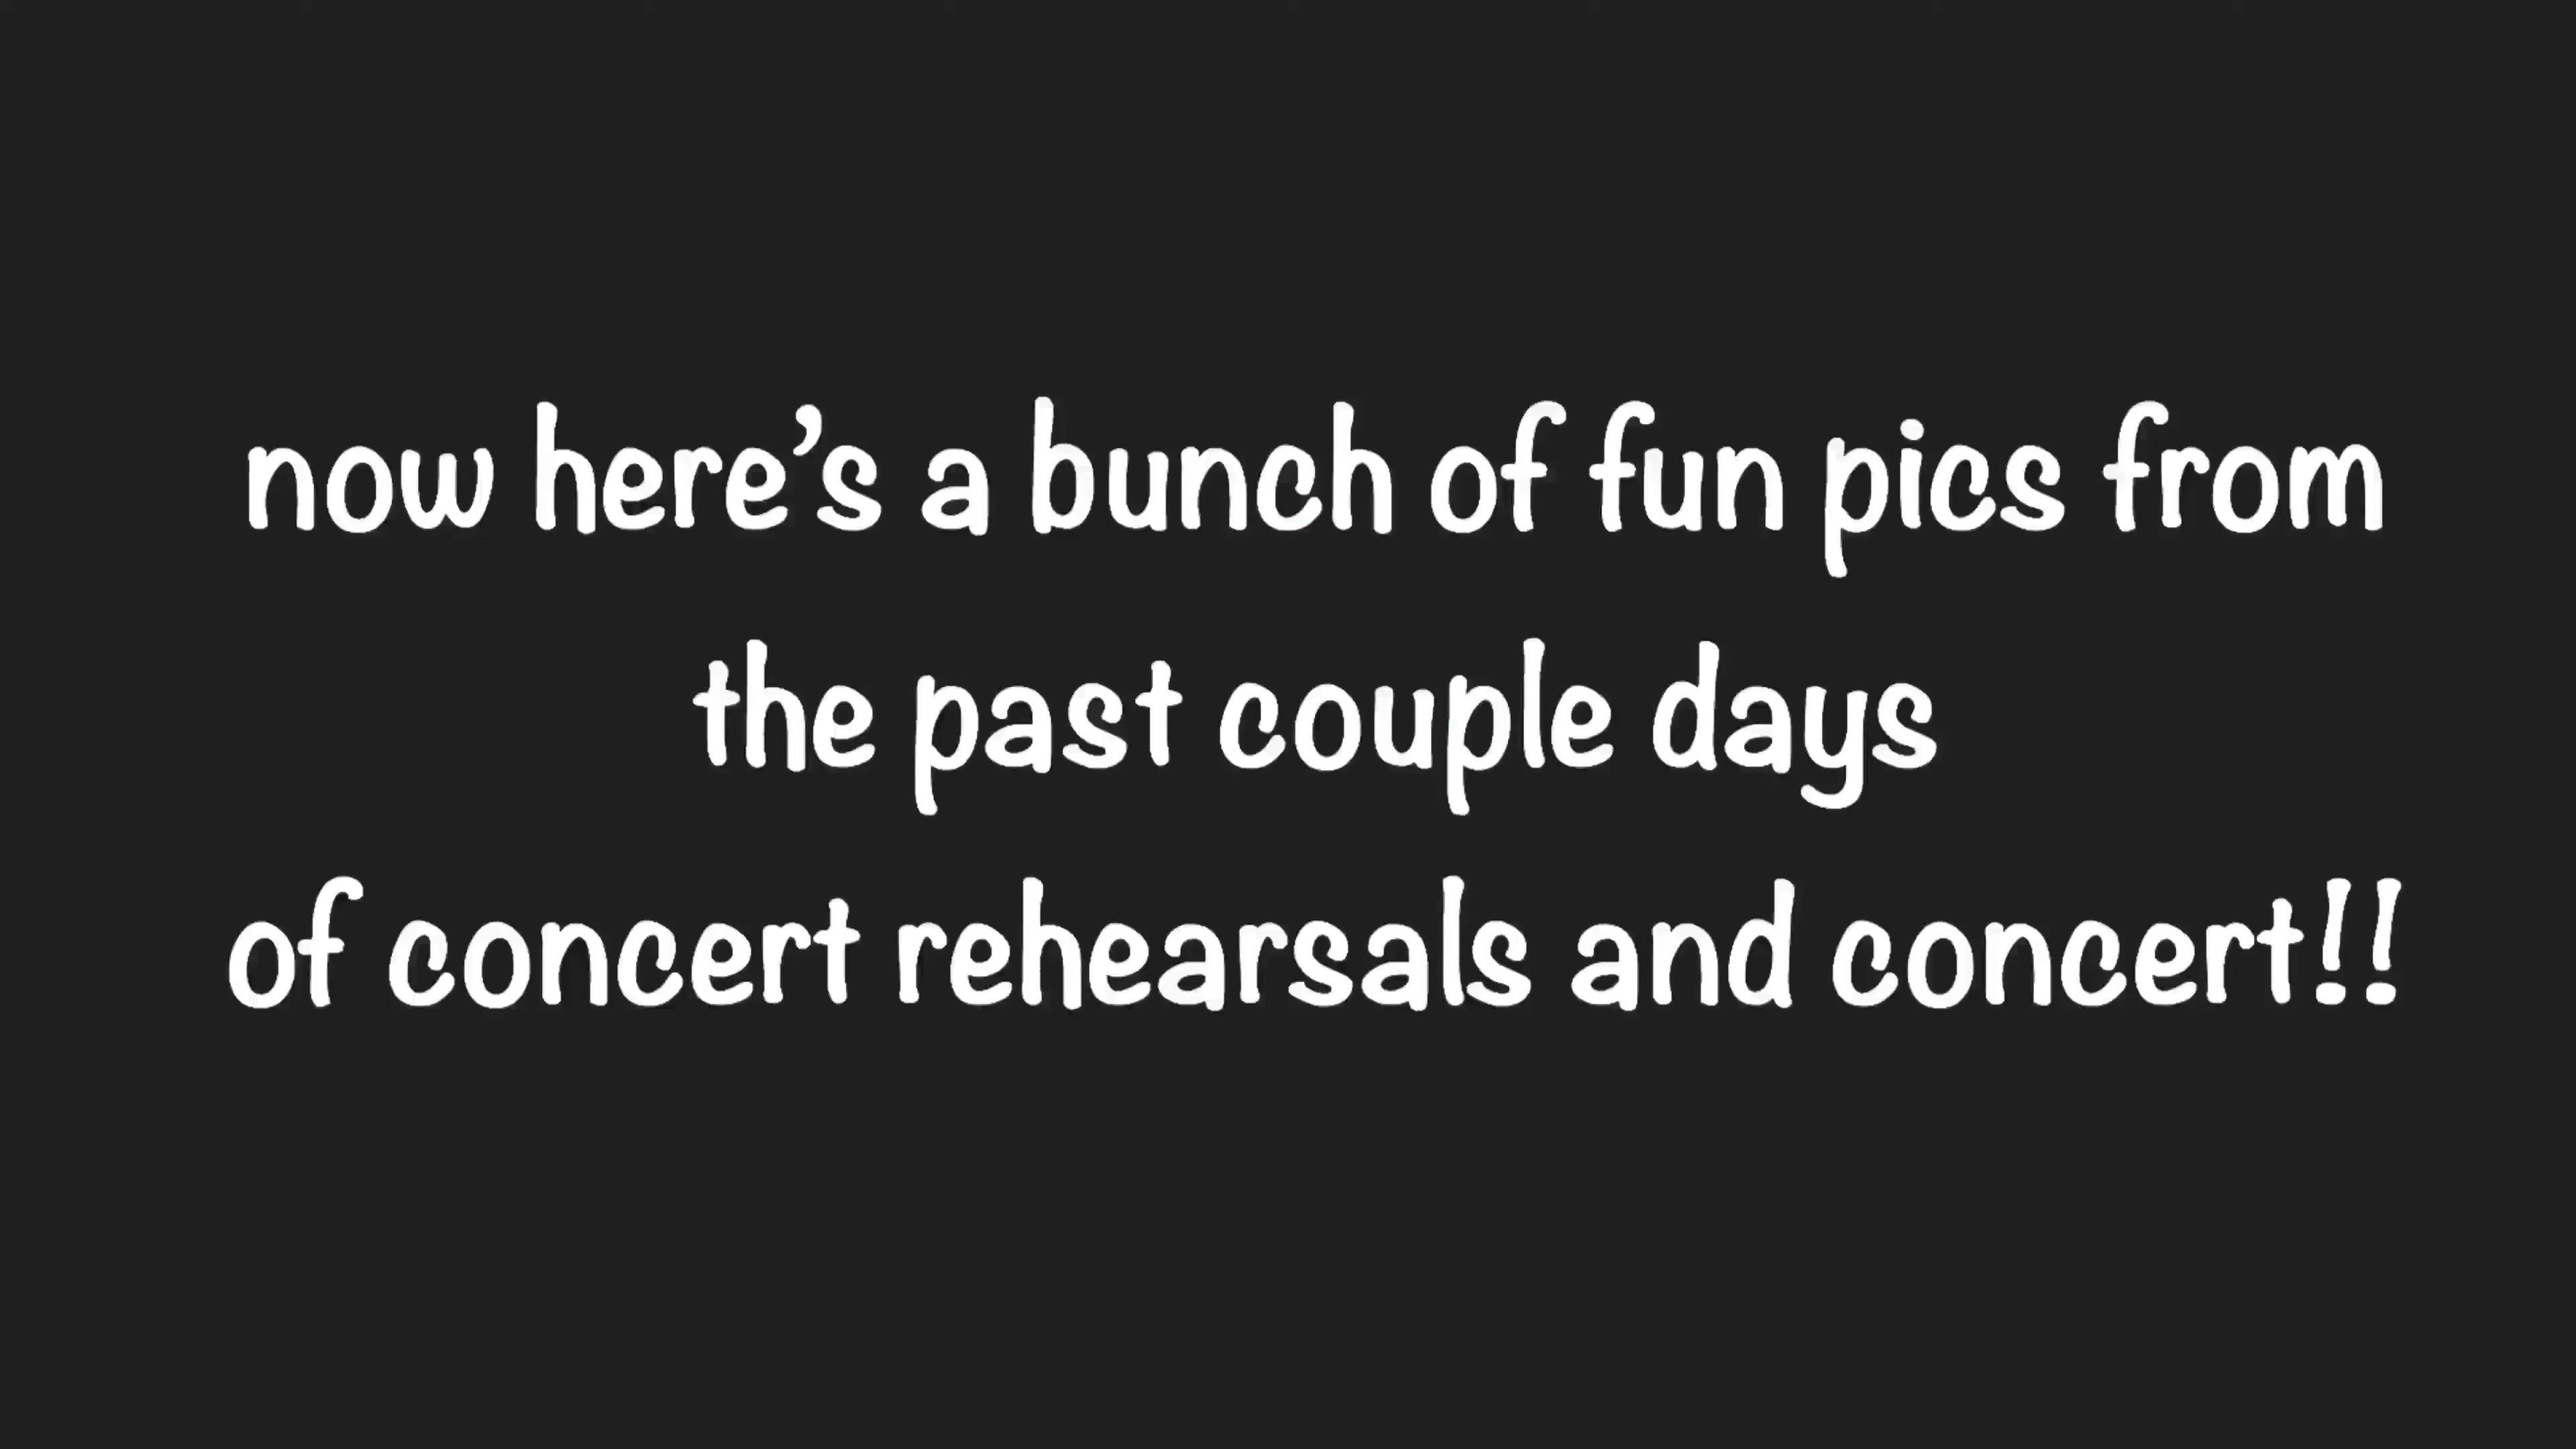 now here’s a bunch of fun pics from
the past couple days
of concert rehearsals and concert!!